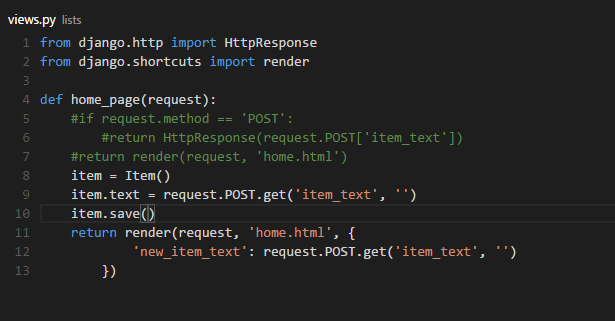 views.py lists
1 from django.http import HttpResponse
2 from django.shortcuts import render
3
4 def home_page(request):
5     #if request.method == 'POST':
6         #return HttpResponse(request.POST['item_text'])
7     #return render(request, 'home.html')
8     item = Item()
9     item.text = request.POST.get('item_text', '')
10     item.save()
11     return render(request, 'home.html', {
12             'new_item_text': request.POST.get('item_text', '')
13         })